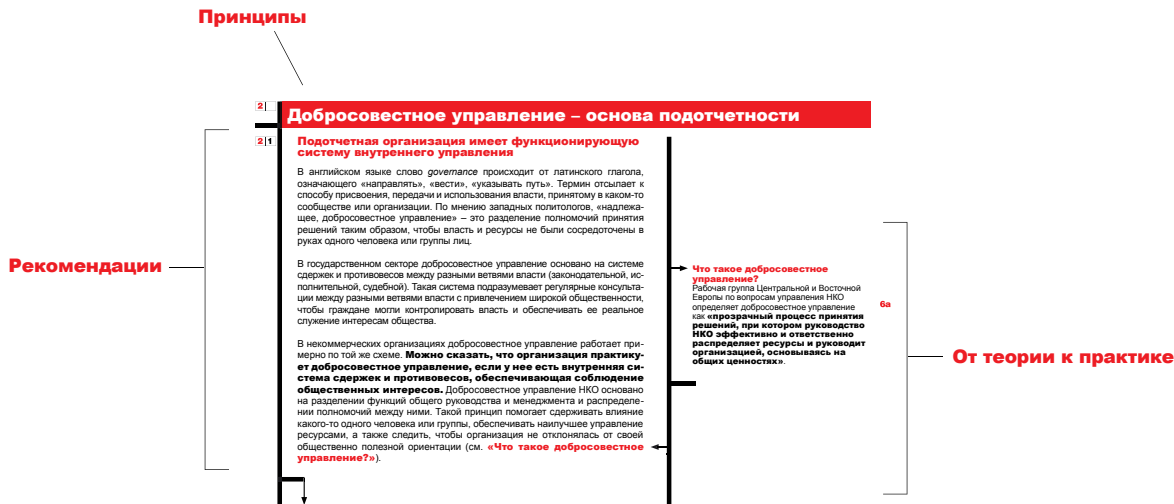 Принципы
2
Добросовестное управление – основа подотчетности
2 1
Подотчетная организация имеет функционирующую
систему внутреннего управления
В английском языке слово governance происходит от латинского глагола,
означающего «направлять», «вести», «указывать путь». Термин отсылает к
способу присвоения, передачи и использования власти, принятому в каком-то
сообществе или организации. По мнению западных политологов, «надлежа-
щее, добросовестное управление» – это разделение полномочий принятия
решений таким образом, чтобы власть и ресурсы не были сосредоточены в
руках одного человека или группы лиц.
В государственном секторе добросовестное управление основано на системе
сдержек и противовесов между разными ветвями власти (законодательной, ис-
полнительной, судебной). Такая система подразумевает регулярные консульта-
ции между разными ветвями власти с привлечением широкой общественности,
чтобы граждане могли контролировать власть и обеспечивать ее реальное
служение интересам общества.
В некоммерческих организациях добросовестное управление работает при-
мерно по той же схеме. Можно сказать, что организация практику-
ет добросовестное управление, если у нее есть внутренняя си-
стема сдержек и противовесов, обеспечивающая соблюдение
общественных интересов. Добросовестное управление НКО основано
на разделении функций общего руководства и менеджмента и распределе-
нии полномочий между ними. Такой принцип помогает сдерживать влияние
какого-то одного человека или группы, обеспечивать наилучшее управление
ресурсами, а также следить, чтобы организация не отклонялась от своей
общественно полезной ориентации (см. «Что такое добросовестное
управление?»).
Рекомендации
Что такое добросовестное
управление?
Рабочая группа Центральной и Восточной
Европы по вопросам управления НКО
определяет добросовестное управление
как «прозрачный процесс принятия
решений, при котором руководство
НКО эффективно и ответственно
распределяет ресурсы и руководит
организацией, основываясь на
общих ценностях».
6a
От теории к практике